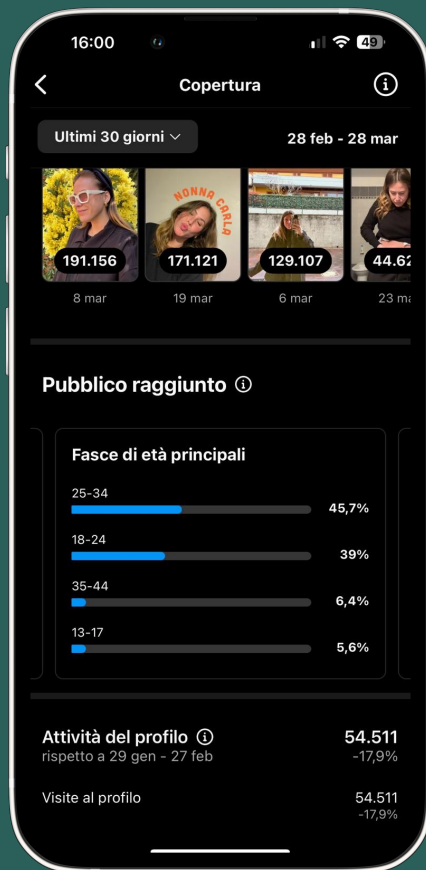 16:00
49
Copertura
Ultimi 30 giorni
28 feb - 28 mar
NONNA CARLA
191.156
171.121
129.107
44.62
8 mar
19 mar
6 mar
23 ma
Pubblico raggiunto
Fasce di età principali
25-34
45,7%
18-24
39%
35-44
6,4%
13-17
5,6%
Attività del profilo
54.511
rispetto a 29 gen - 27 feb
-17,9%
Visite al profilo
54.511
-17,9%